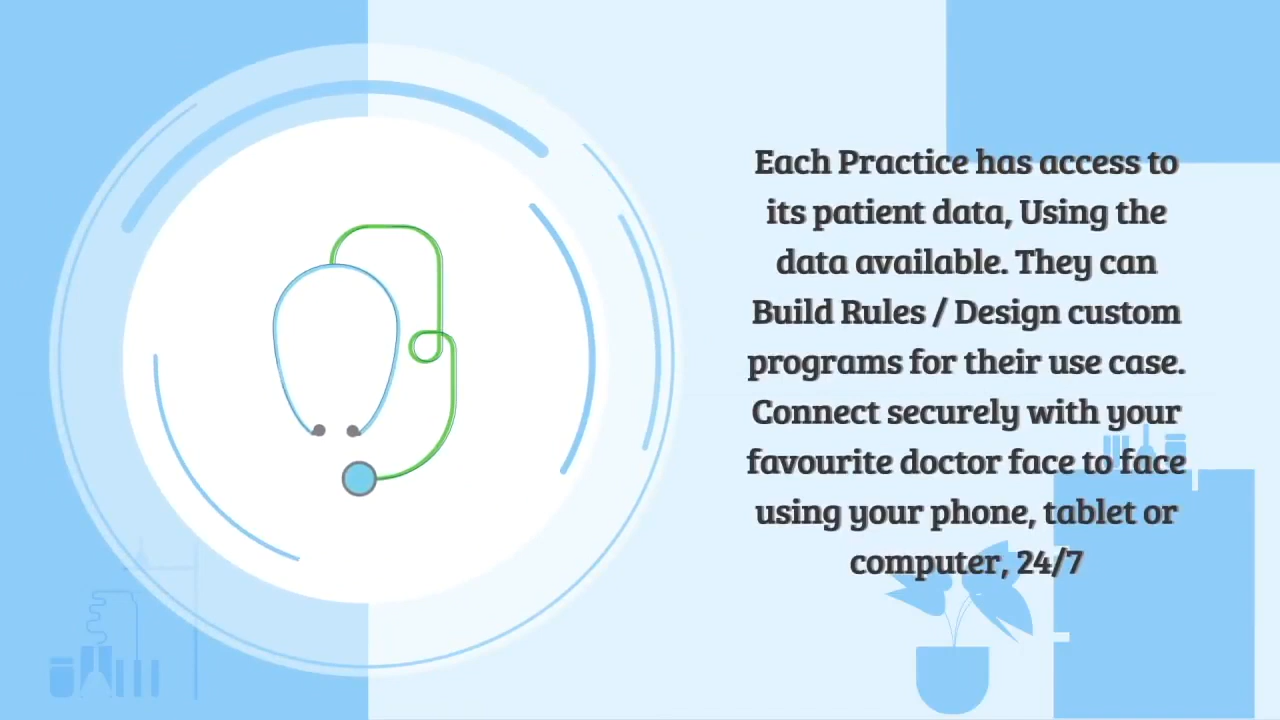 Each Practice has access to
its patient data, Using the
data available. They can
Build Rules / Design custom
programs for their use case.
Connect securely with your
favourite doctor face to face
using your phone, tablet or
computer, 24/7